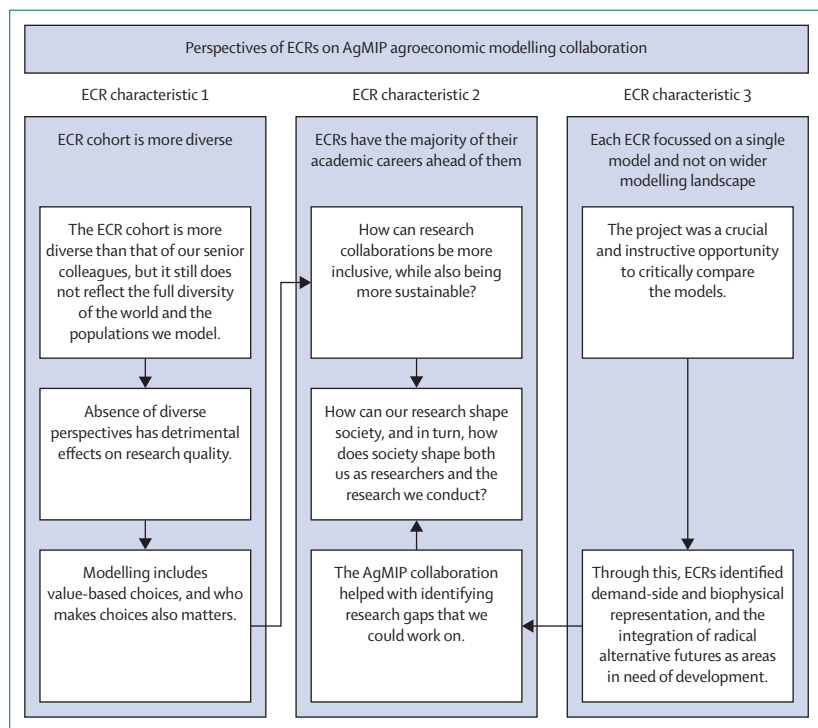 Perspectives of ECRs on AgMIP agroeconomic modelling collaboration
ECR characteristic 1
ECR cohort is more diverse
The ECR cohort is more
diverse than that of our senior
colleagues, but it still does
not reflect the full diversity
of the world and the
populations we model.
Absence of diverse
perspectives has detrimental
effects on research quality.
Modelling includes
value-based choices, and who
makes choices also matters.
ECR characteristic 2
ECRs have the majority of their
academic careers ahead of them
How can research
collaborations be more
inclusive, while also being
more sustainable?
How can our research shape
society, and in turn, how
does society shape both
us as researchers and the
research we conduct?
The AgMIP collaboration
helped with identifying
research gaps that we
could work on.
ECR characteristic 3
Each ECR focussed on a single
model and not on wider
modelling landscape
The project was a crucial
and instructive opportunity
to critically compare
the models.
Through this, ECRs identified
demand-side and biophysical
representation, and the
integration of radical
alternative futures as areas
in need of development.